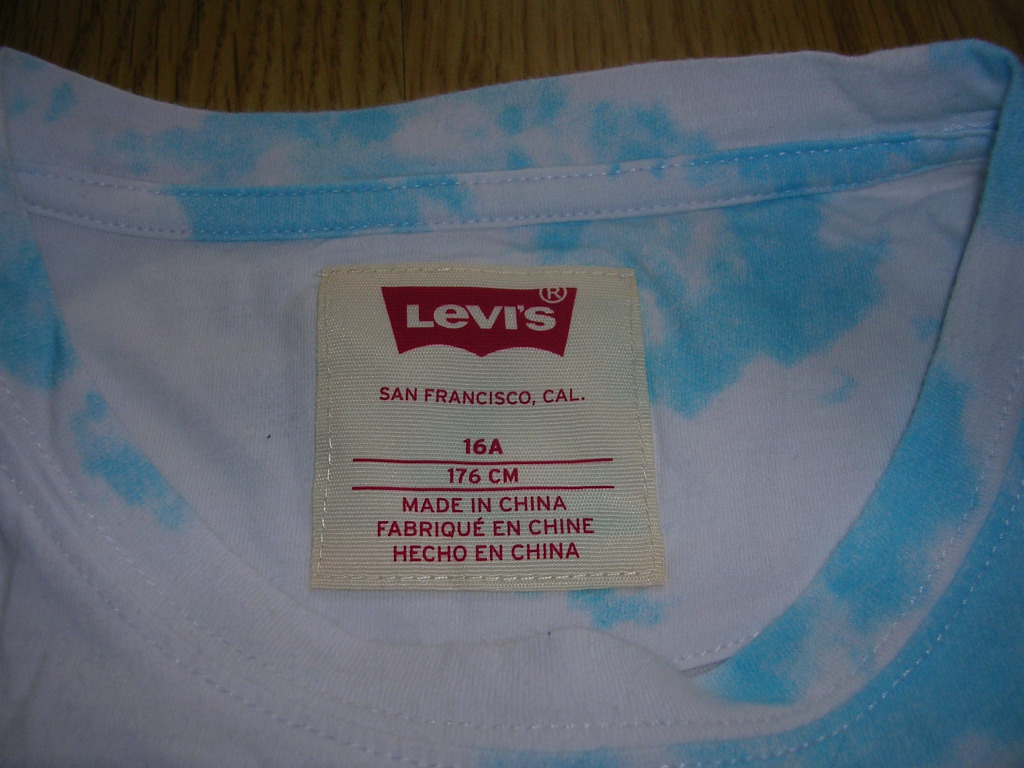 LEVI'S®
SAN FRANCISCO, CAL.
16A
176 CM
MADE IN CHINA
FABRIQUÉ EN CHINE
HECHO EN CHINA